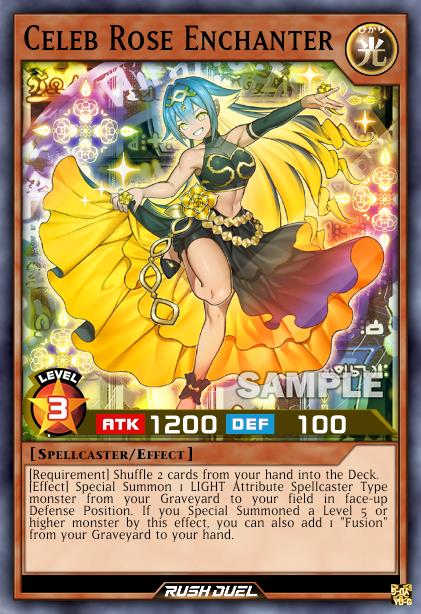 Celeb Rose Enchanter
ひかり
光
SAMPLE
LEVEL
3
ATK 1200 DEF 100
[Spellcaster/Effect]
[Requirement] Shuffle 2 cards from your hand into the Deck.
[Effect] Special Summon 1 LIGHT Attribute Spellcaster Type
monster from your Graveyard to your field in face-up
Defense Position. If you Special Summoned a Level 5 or
higher monster by this effect, you can also add 1 "Fusion"
from your Graveyard to your hand.
RUSH DUEL